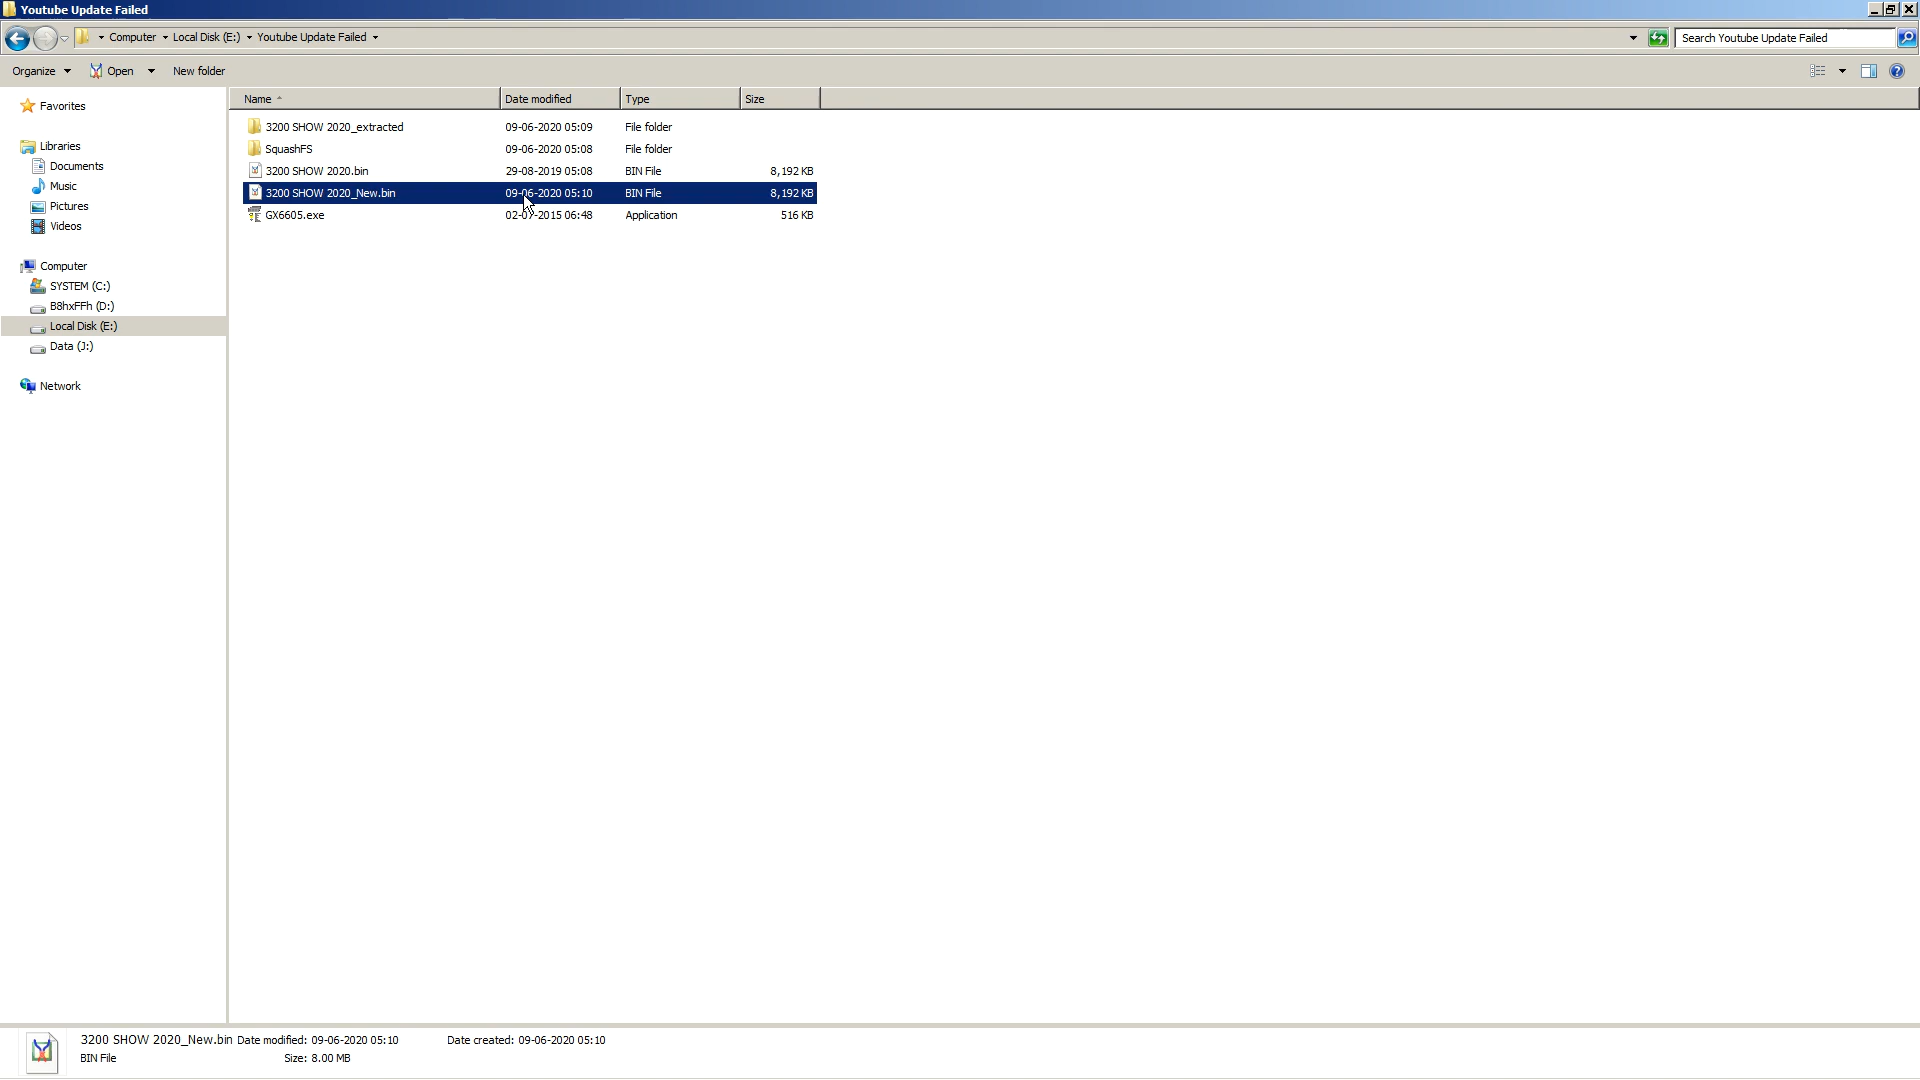 Youtube Update Failed
Computer Local Disk (E:) Youtube Update Failed Search Youtube Update Failed
Organize Open New folder
Name Date modified Type Size
Favorites
Libraries
Documents
Music
Pictures
Videos
Computer
SYSTEM (C:)
B8hxFFh (D:)
Local Disk (E:)
Data (J:)
Network
3200 SHOW 2020_extracted 09-06-2020 05:09 File folder
SquashFS 09-06-2020 05:08 File folder
3200 SHOW 2020.bin 29-08-2019 05:08 BIN File 8,192 KB
3200 SHOW 2020_New.bin 09-06-2020 05:10 BIN File 8,192 KB
GX6605.exe 02-07-2015 06:48 Application 516 KB
3200 SHOW 2020_New.bin Date modified: 09-06-2020 05:10 Date created: 09-06-2020 05:10
BIN File Size: 8.00 MB